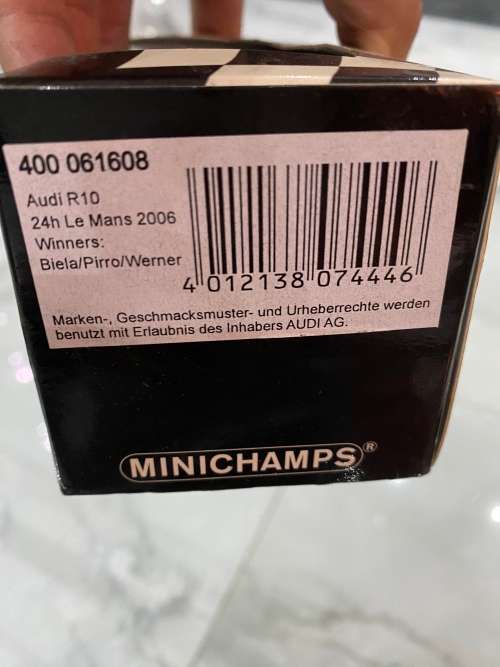 400 061608
Audi R10
24h Le Mans 2006
Winners:
Biela/Pirro/Werner
4 012138 074446
Marken-, Geschmacksmuster- und Urheberrechte werden
benutzt mit Erlaubnis des Inhabers AUDI AG.
MINICHAMPS®